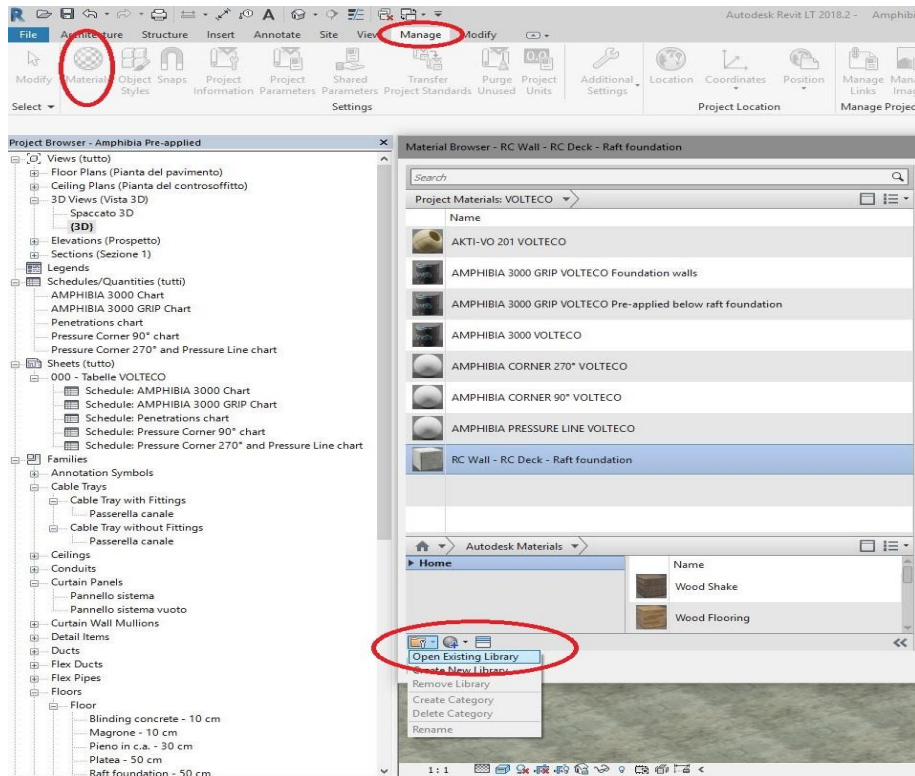 Autodesk Revit LT 2018.2 - Amphibi
File Architecture Structure Insert Annotate Site View Manage Modify
Modify Materials Object Styles Snaps Project Information Project Parameters Shared Parameters Transfer Project Standards Purge Unused Project Units Additional Settings Location Coordinates Position Manage Links
Select Settings Project Location Manage Projec
Project Browser - Amphibia Pre-applied
Views (tutto)
Floor Plans (Pianta del pavimento)
Ceiling Plans (Pianta del controsoffitto)
3D Views (Vista 3D)
Spaccato 3D
{3D}
Elevations (Prospetto)
Sections (Sezione 1)
Legends
Schedules/Quantities (tutti)
AMPHIBIA 3000 Chart
AMPHIBIA 3000 GRIP Chart
Penetrations chart
Pressure Corner 90° chart
Pressure Corner 270° and Pressure Line chart
Sheets (tutto)
000 - Tabelle VOLTECO
Schedule: AMPHIBIA 3000 Chart
Schedule: AMPHIBIA 3000 GRIP Chart
Schedule: Penetrations chart
Schedule: Pressure Corner 90° chart
Schedule: Pressure Corner 270° and Pressure Line chart
Families
Annotation Symbols
Cable Trays
Cable Tray with Fittings
Passerella canale
Cable Tray without Fittings
Passerella canale
Ceilings
Conduits
Curtain Panels
Pannello sistema
Pannello sistema vuoto
Curtain Wall Mullions
Detail Items
Ducts
Flex Ducts
Flex Pipes
Floors
Floor
Blinding concrete - 10 cm
Magrone - 10 cm
Pieno in c.a. - 30 cm
Platea - 50 cm
Raft foundation - 50 cm
Material Browser - RC Wall - RC Deck - Raft foundation
Search
Project Materials: VOLTECO
Name
AKTI-VO 201 VOLTECO
AMPHIBIA 3000 GRIP VOLTECO Foundation walls
AMPHIBIA 3000 GRIP VOLTECO Pre-applied below raft foundation
AMPHIBIA 3000 VOLTECO
AMPHIBIA CORNER 270° VOLTECO
AMPHIBIA CORNER 90° VOLTECO
AMPHIBIA PRESSURE LINE VOLTECO
RC Wall - RC Deck - Raft foundation
Autodesk Materials
Home
Name
Wood Shake
Wood Flooring
Open Existing Library
Create New Library
Remove Library
Create Category
Delete Category
Rename
1 : 1